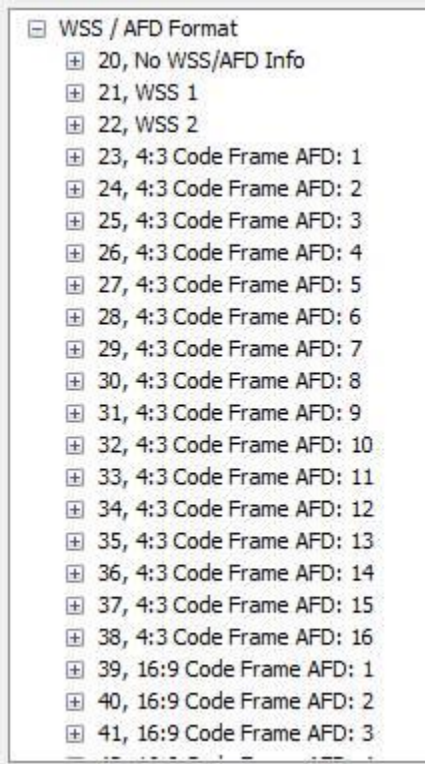 WSS / AFD Format
20, No WSS/AFD Info
21, WSS 1
22, WSS 2
23, 4:3 Code Frame AFD: 1
24, 4:3 Code Frame AFD: 2
25, 4:3 Code Frame AFD: 3
26, 4:3 Code Frame AFD: 4
27, 4:3 Code Frame AFD: 5
28, 4:3 Code Frame AFD: 6
29, 4:3 Code Frame AFD: 7
30, 4:3 Code Frame AFD: 8
31, 4:3 Code Frame AFD: 9
32, 4:3 Code Frame AFD: 10
33, 4:3 Code Frame AFD: 11
34, 4:3 Code Frame AFD: 12
35, 4:3 Code Frame AFD: 13
36, 4:3 Code Frame AFD: 14
37, 4:3 Code Frame AFD: 15
38, 4:3 Code Frame AFD: 16
39, 16:9 Code Frame AFD: 1
40, 16:9 Code Frame AFD: 2
41, 16:9 Code Frame AFD: 3